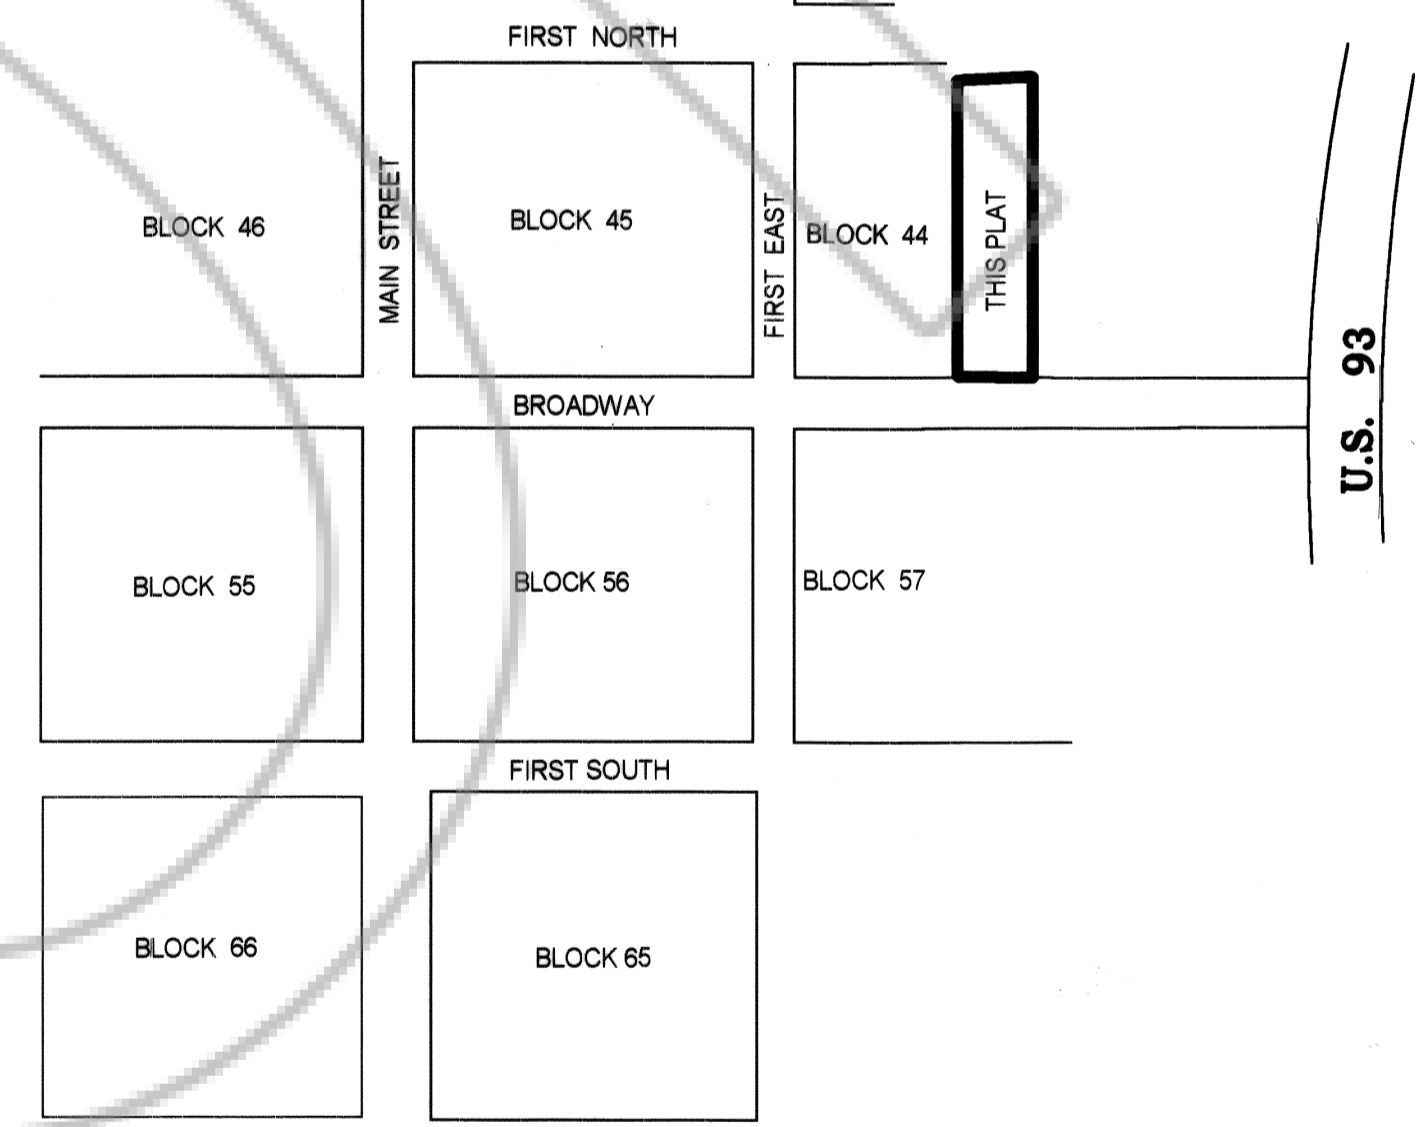 FIRST NORTH
BLOCK 46
MAIN STREET
BLOCK 45
FIRST EAST
BLOCK 44
THIS PLAT
U.S. 93
BROADWAY
BLOCK 55
BLOCK 56
BLOCK 57
FIRST SOUTH
BLOCK 66
BLOCK 65